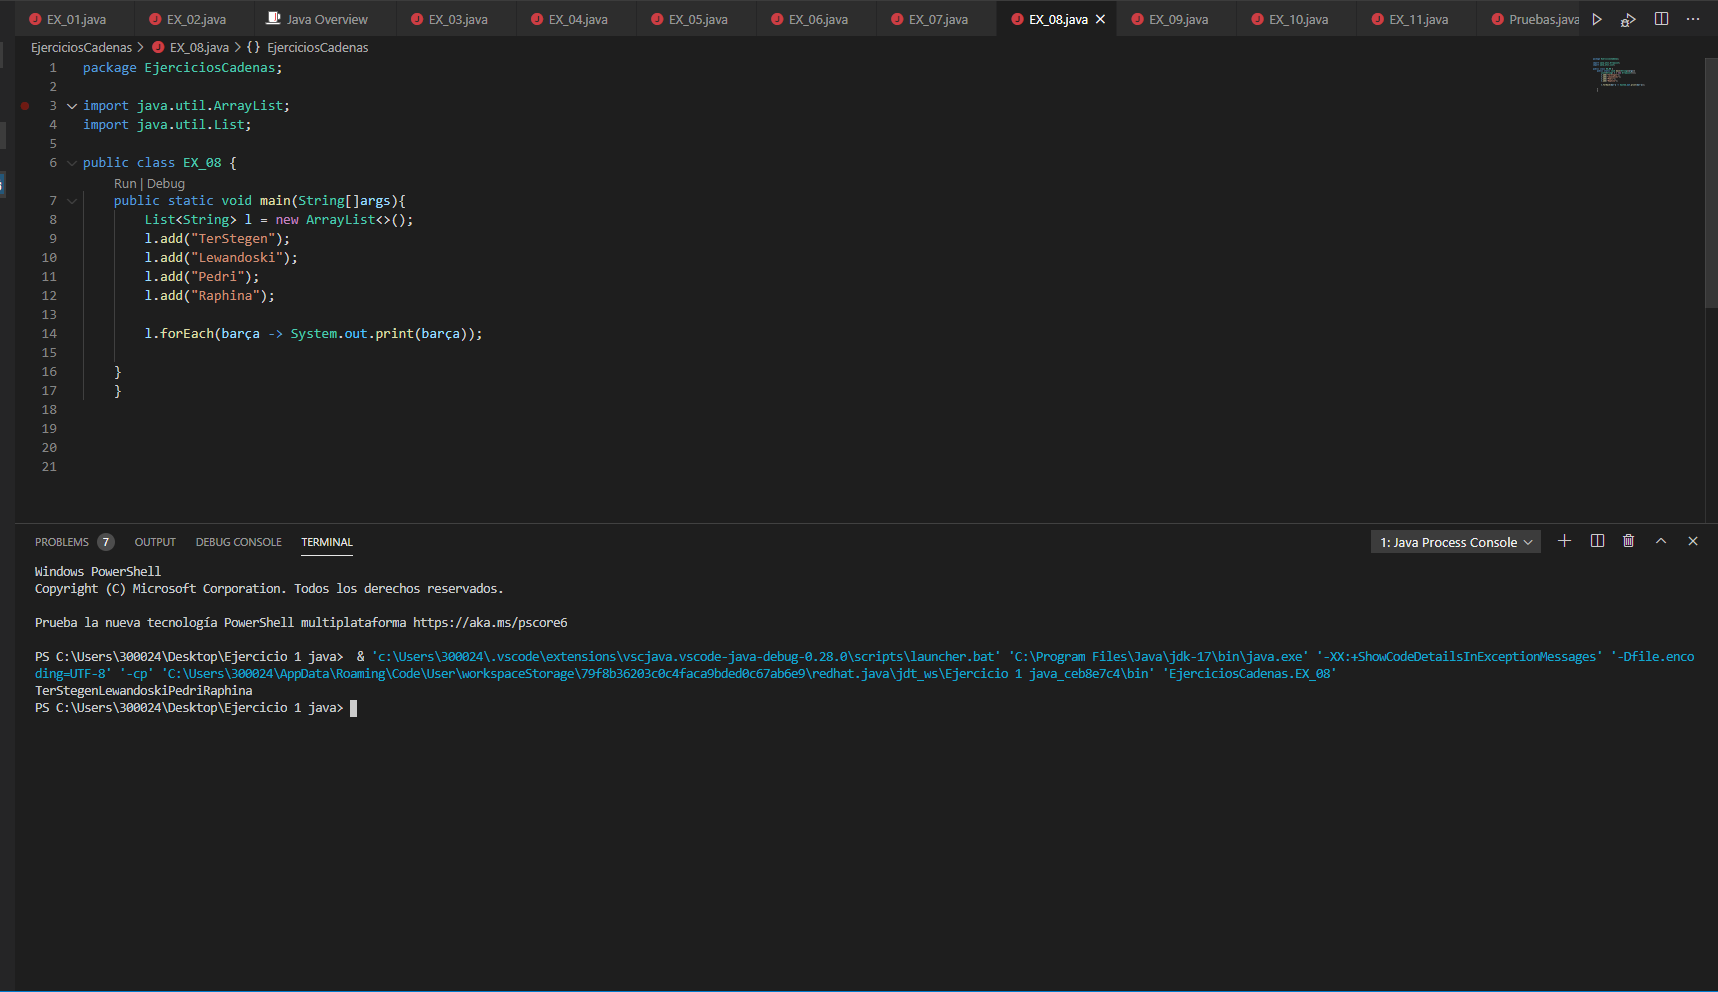 EX_01.java EX_02.java Java Overview EX_03.java EX_04.java EX_05.java EX_06.java EX_07.java EX_08.java EX_09.java EX_10.java EX_11.java Pruebas.java
EjerciciosCadenas > EX_08.java > {} EjerciciosCadenas
1 package EjerciciosCadenas;
2
3 import java.util.ArrayList;
4 import java.util.List;
5
6 public class EX_08 {
Run | Debug
7 public static void main(String[]args){
8 List<String> l = new ArrayList<>();
9 l.add("TerStegen");
10 l.add("Lewandoski");
11 l.add("Pedri");
12 l.add("Raphina");
13
14 l.forEach(barça -> System.out.print(barça));
15
16 }
17 }
18
19
20
21
PROBLEMS 7 OUTPUT DEBUG CONSOLE TERMINAL 1: Java Process Console
Windows PowerShell
Copyright (C) Microsoft Corporation. Todos los derechos reservados.
Prueba la nueva tecnología PowerShell multiplataforma https://aka.ms/pscore6
PS C:\Users\300024\Desktop\Ejercicio 1 java> & 'c:\Users\300024\.vscode\extensions\vscjava.vscode-java-debug-0.28.0\scripts\launcher.bat' 'C:\Program Files\Java\jdk-17\bin\java.exe' '-XX:+ShowCodeDetailsInExceptionMessages' '-Dfile.enco
ding=UTF-8' '-cp' 'C:\Users\300024\AppData\Roaming\Code\User\workspaceStorage\79f8b36203c0c4faca9bded0c67ab6e9\redhat.java\jdt_ws\Ejercicio 1 java_ceb8e7c4\bin' 'EjerciciosCadenas.EX_08'
TerStegenLewandoskiPedriRaphina
PS C:\Users\300024\Desktop\Ejercicio 1 java>